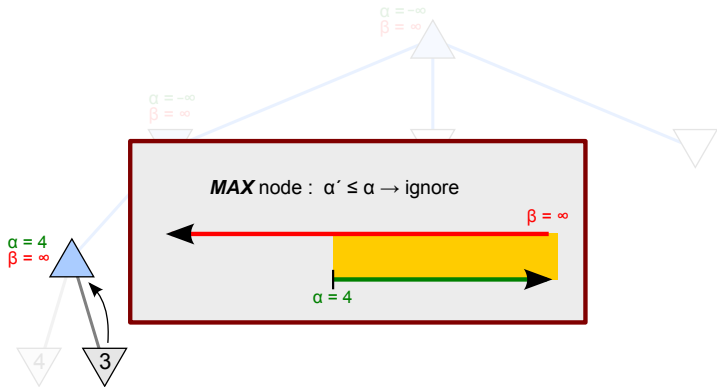 α = −∞
β = ∞
α = −∞
β = ∞
MAX node : α´ ≤ α → ignore
β = ∞
α = 4
β = ∞
α = 4
4
3